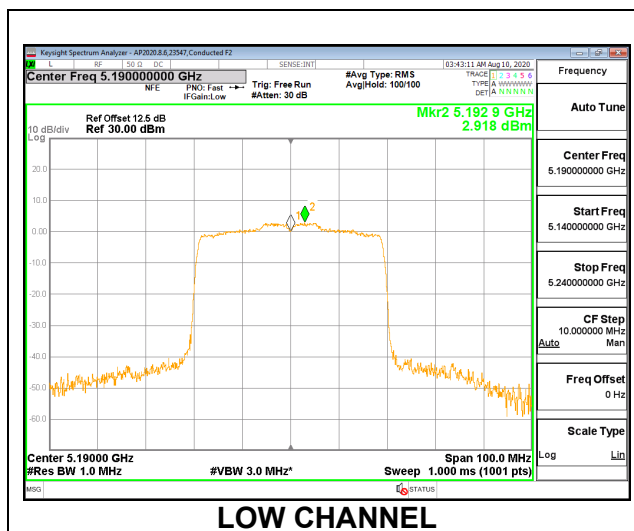 Keysight Spectrum Analyzer - AP2020.8.6,23547,Conducted F2
L RF 50 Ω DC SENSE:INT 03:43:11 AM Aug 10, 2020
Center Freq 5.190000000 GHz
NFE PNO: Fast IFGain:Low
Trig: Free Run #Atten: 30 dB
#Avg Type: RMS Avg|Hold: 100/100
TRACE 1 2 3 4 5 6
TYPE A WWWWW
DET A N N N N N
Ref Offset 12.5 dB
10 dB/div Ref 30.00 dBm
Log
Mkr2 5.192 9 GHz
2.918 dBm
20.0
10.0
0.00
-10.0
-20.0
-30.0
-40.0
-50.0
-60.0
1
2
Center 5.19000 GHz Span 100.0 MHz
#Res BW 1.0 MHz #VBW 3.0 MHz* Sweep 1.000 ms (1001 pts)
MSG STATUS
Frequency
Auto Tune
Center Freq
5.190000000 GHz
Start Freq
5.140000000 GHz
Stop Freq
5.240000000 GHz
CF Step
10.000000 MHz
Auto Man
Freq Offset
0 Hz
Scale Type
Log Lin
LOW CHANNEL